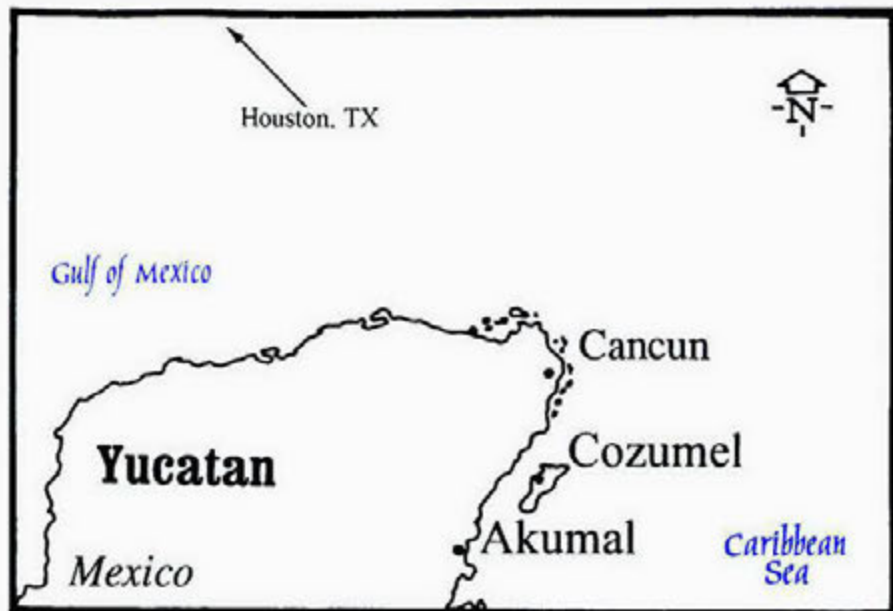 Houston, TX
N
Gulf of Mexico
Cancun
Yucatan
Cozumel
Akumal
Caribbean
Sea
Mexico